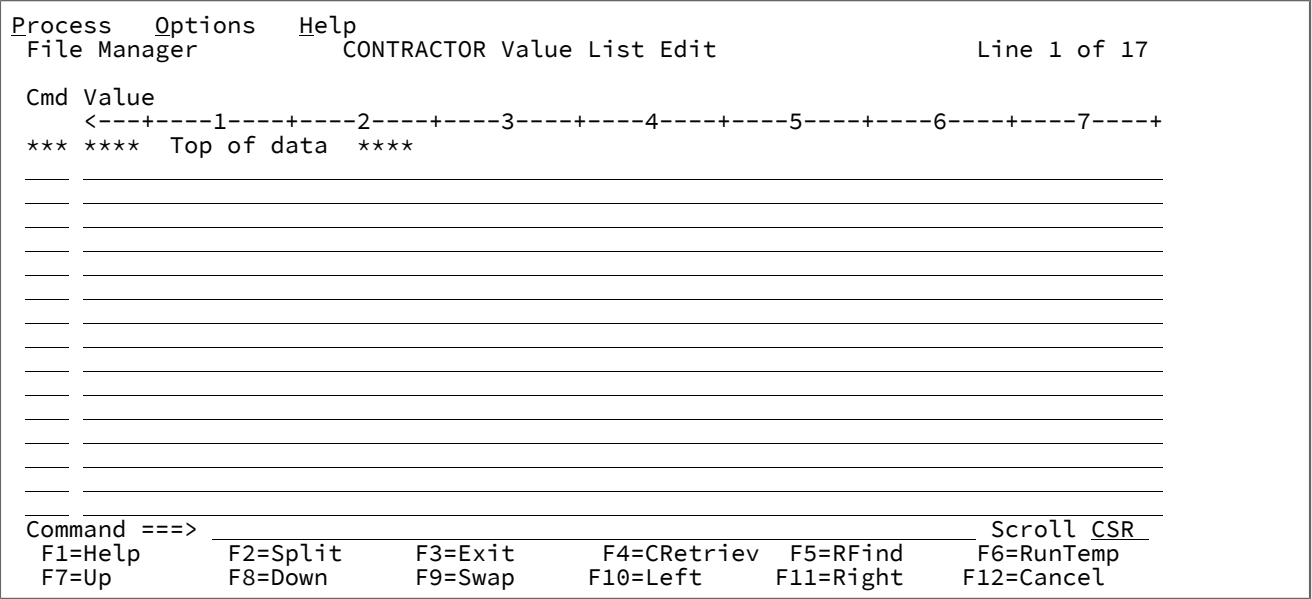 Process   Options   Help
File Manager          CONTRACTOR Value List Edit                  Line 1 of 17
Cmd Value
<---+----1----+----2----+----3----+----4----+----5----+----6----+----7----+
*** ****  Top of data  ****
Command ===>                                                       Scroll CSR
F1=Help      F2=Split     F3=Exit      F4=CRetriev  F5=RFind     F6=RunTemp
F7=Up        F8=Down      F9=Swap     F10=Left     F11=Right    F12=Cancel